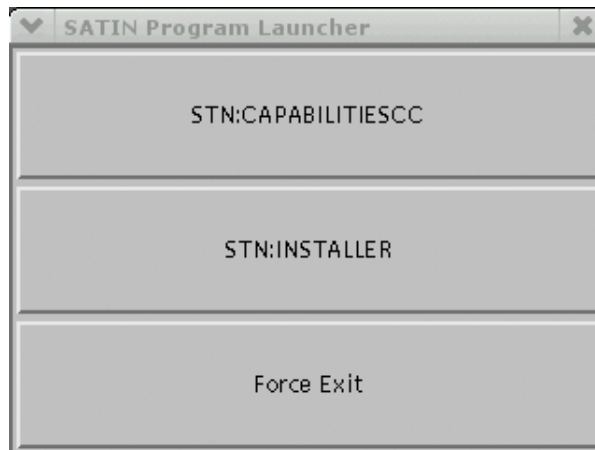 SATIN Program Launcher
STN:CAPABILITIESCC
STN:INSTALLER
Force Exit